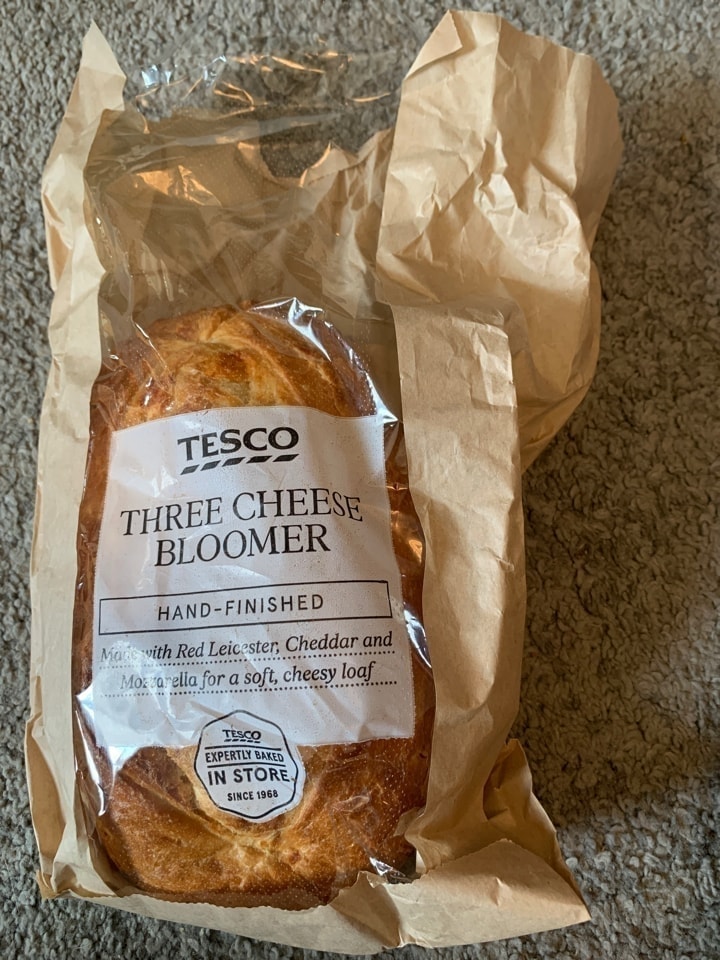 TESCO
THREE CHEESE
BLOOMER
HAND-FINISHED
Made with Red Leicester, Cheddar and
Mozzarella for a soft, cheesy loaf
TESCO
EXPERTLY BAKED
IN STORE
SINCE 1968